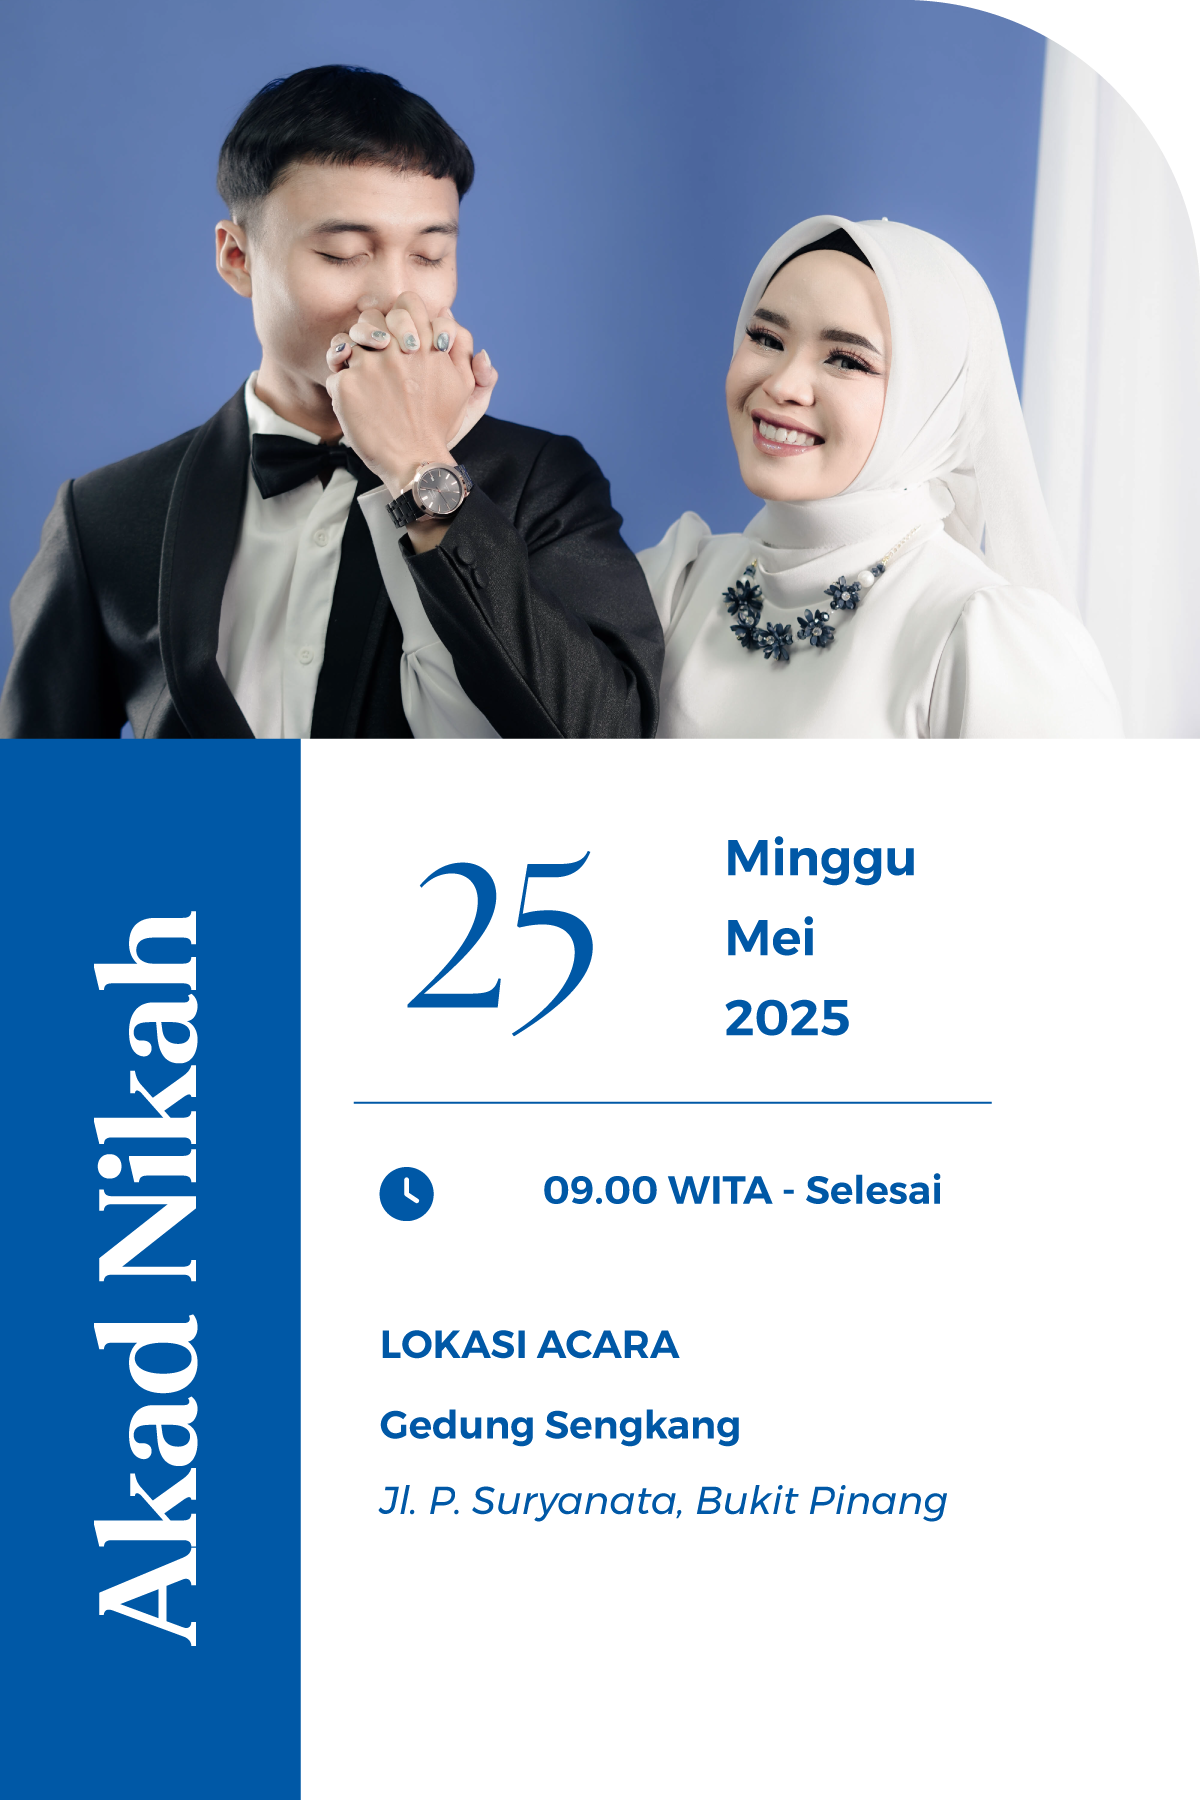 Akad Nikah
25
Minggu
Mei
2025
09.00 WITA - Selesai
LOKASI ACARA
Gedung Sengkang
Jl. P. Suryanata, Bukit Pinang